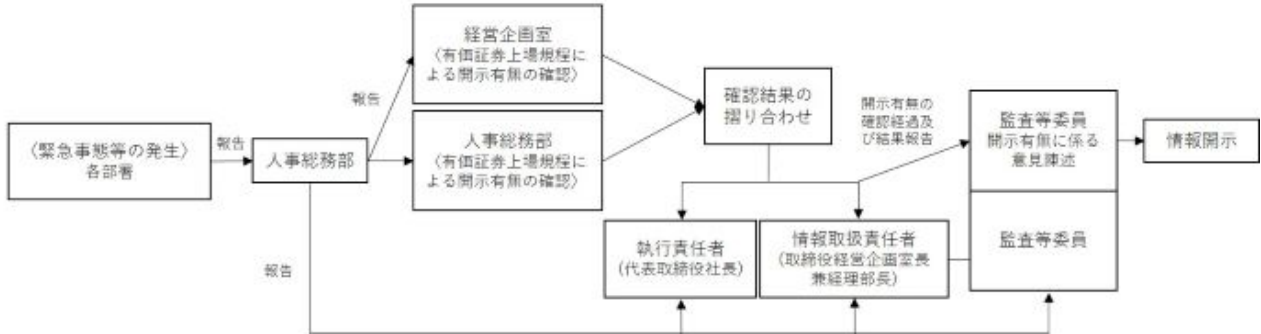 〈緊急事態等の発生〉
各部署
報告
人事総務部
報告
経営企画室
〈有価証券上場規程に
よる開示有無の確認〉
人事総務部
〈有価証券上場規程に
よる開示有無の確認〉
確認結果の
摺り合わせ
開示有無の
確認経過及
び結果報告
監査等委員
開示有無に係る
意見陳述
情報開示
執行責任者
(代表取締役社長)
情報取扱責任者
(取締役経営企画室長
兼経理部長)
監査等委員
報告